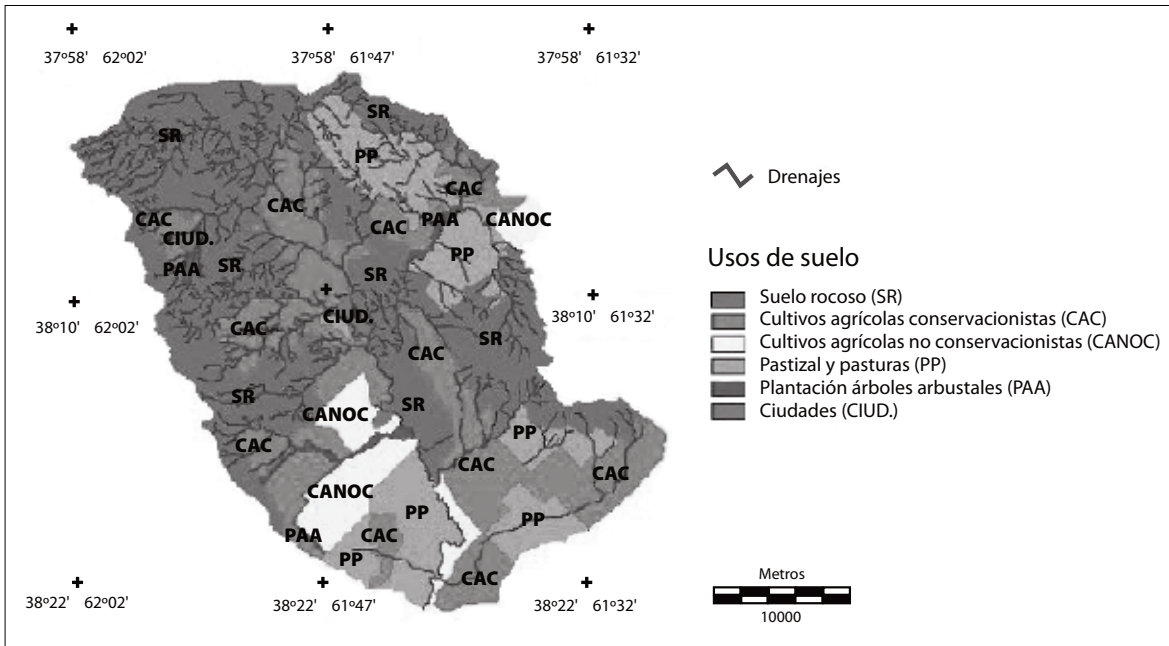 37º58' 62º02'
37º58' 61º47'
37º58' 61º32'
SR
SR
PP
CAC
CAC
CAC
CAC
PAA
CANOC
CIUD.
PP
PAA
SR
SR
38º10' 62º02'
CIUD.
38º10' 61º32'
CAC
CAC
SR
SR
SR
CANOC
PP
CAC
CAC
CAC
CANOC
PP
PP
PAA
CAC
PP
CAC
38º22' 62º02'
38º22' 61º47'
38º22' 61º32'
Drenajes
Usos de suelo
Suelo rocoso (SR)
Cultivos agrícolas conservacionistas (CAC)
Cultivos agrícolas no conservacionistas (CANOC)
Pastizal y pasturas (PP)
Plantación árboles arbustales (PAA)
Ciudades (CIUD.)
Metros
10000